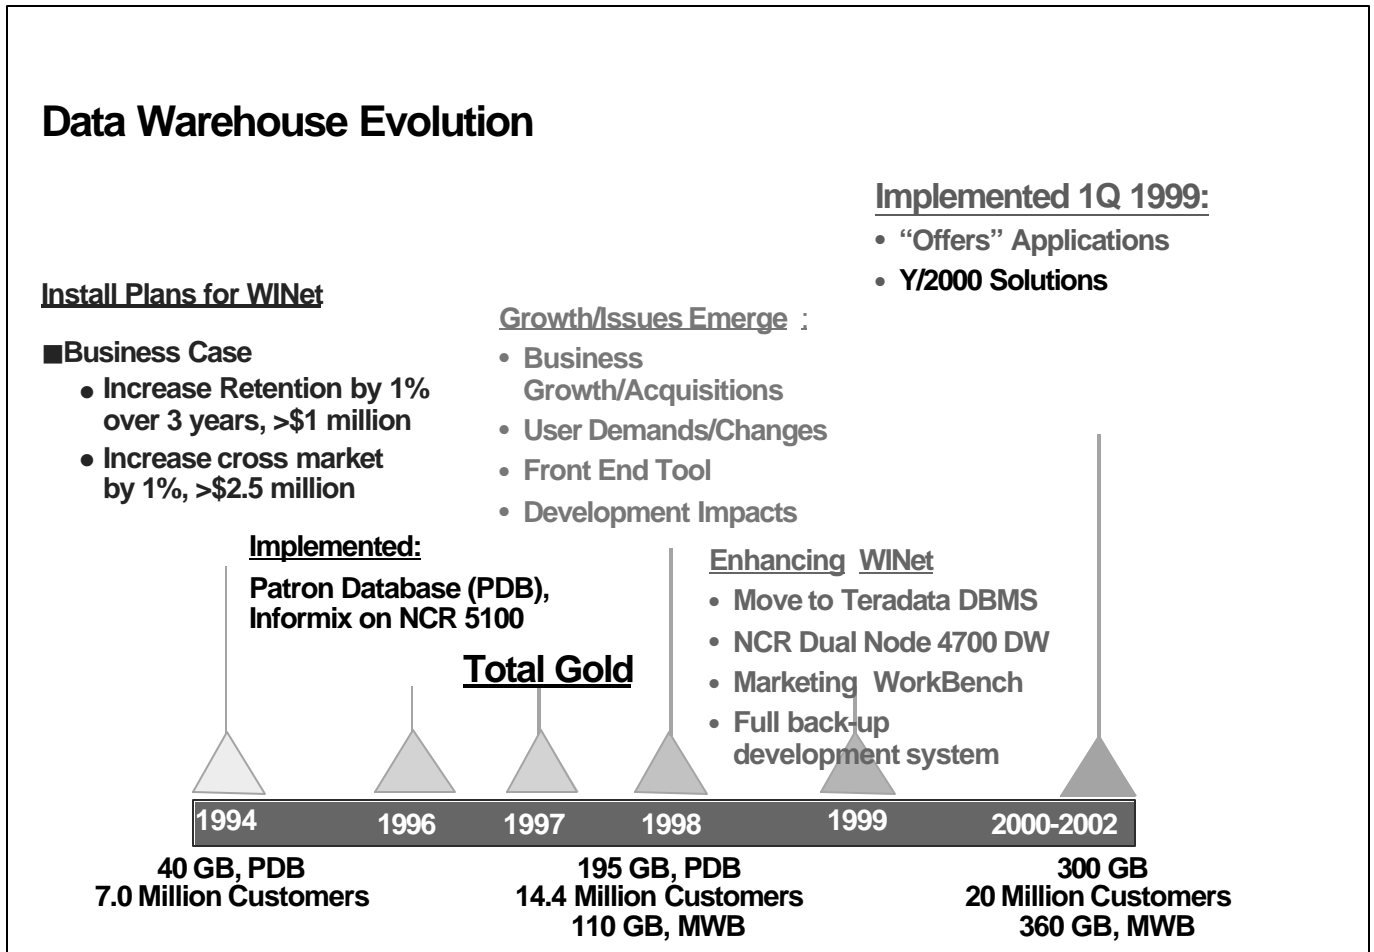 Data Warehouse Evolution
Implemented 1Q 1999:
• “Offers” Applications
• Y/2000 Solutions
Install Plans for WINet
■Business Case
● Increase Retention by 1%
over 3 years, >$1 million
● Increase cross market
by 1%, >$2.5 million
Growth/Issues Emerge :
• Business
Growth/Acquisitions
• User Demands/Changes
• Front End Tool
• Development Impacts
Implemented:
Patron Database (PDB),
Informix on NCR 5100
Total Gold
Enhancing WINet
• Move to Teradata DBMS
• NCR Dual Node 4700 DW
• Marketing WorkBench
• Full back-up
development system
1994 1996 1997 1998 1999 2000-2002
40 GB, PDB
7.0 Million Customers
195 GB, PDB
14.4 Million Customers
110 GB, MWB
300 GB
20 Million Customers
360 GB, MWB